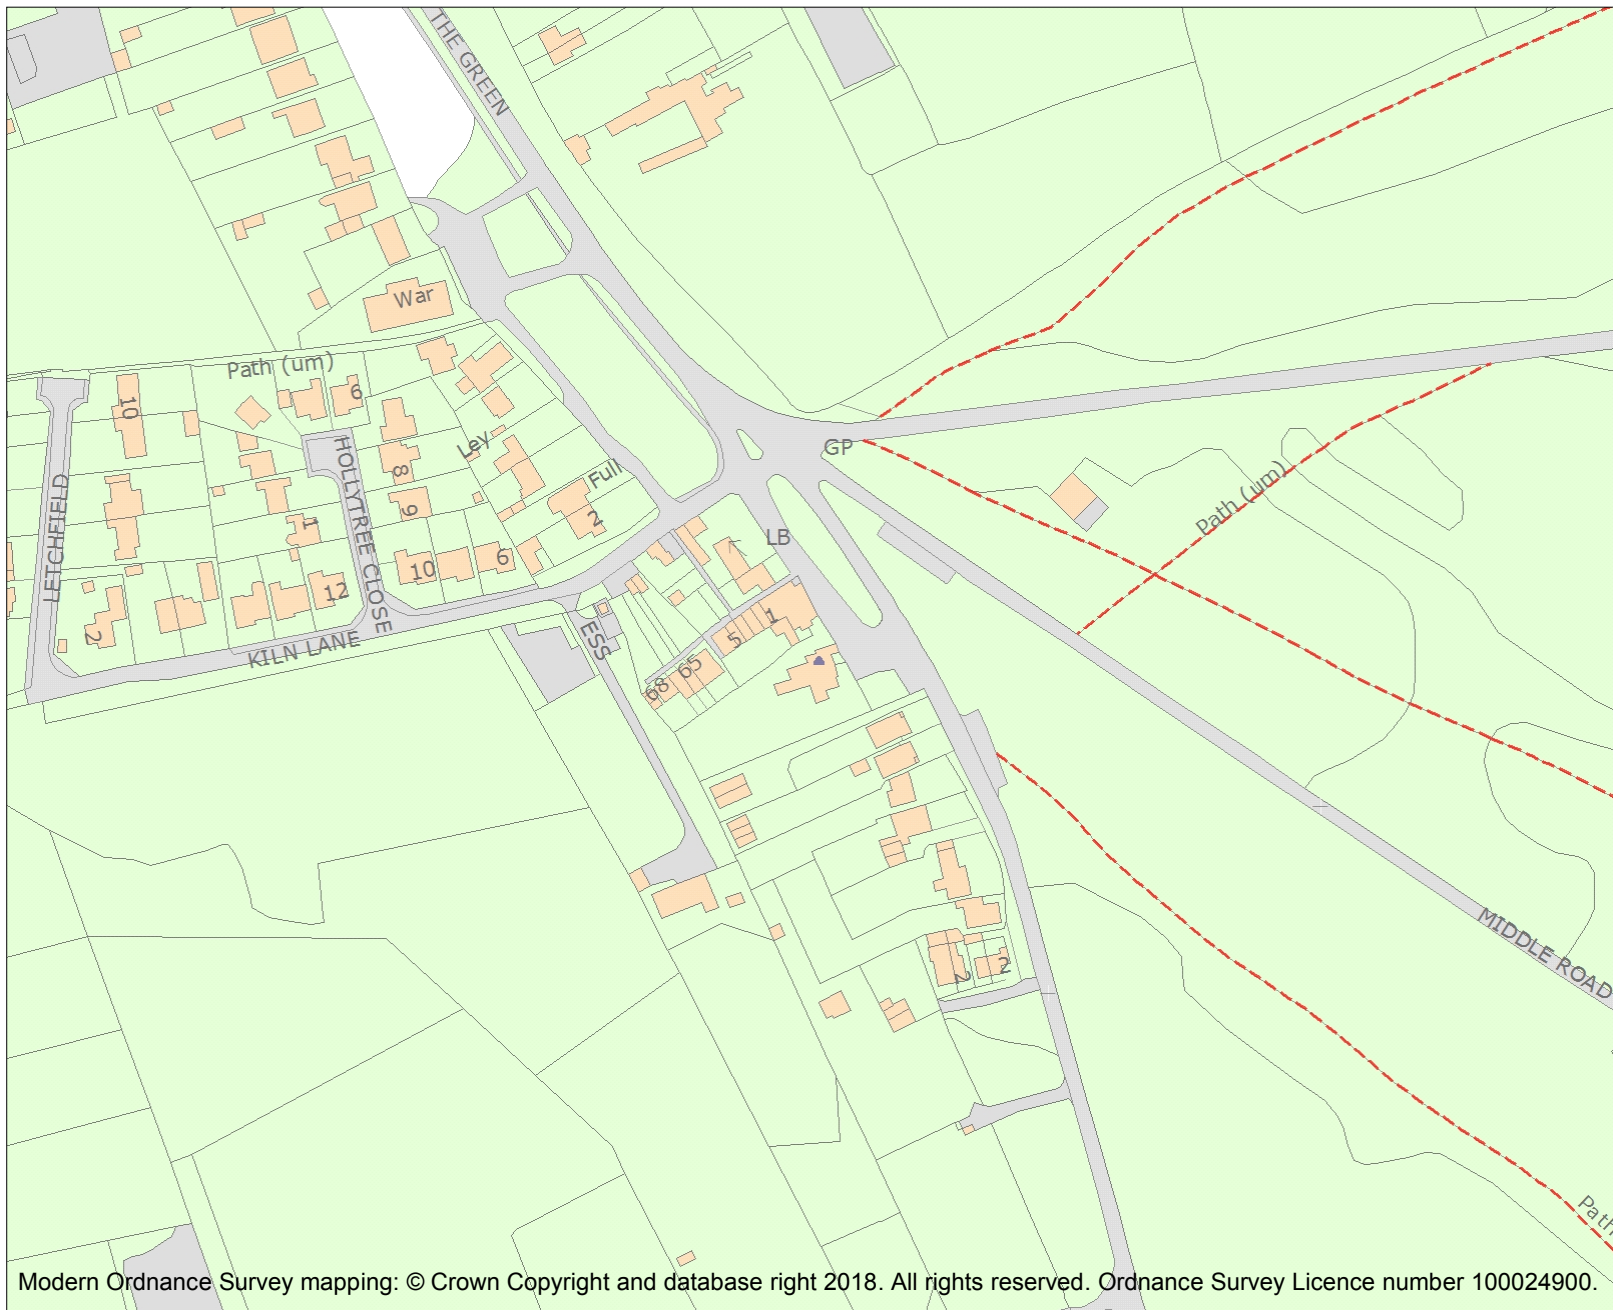 THE GREEN
War
Path (um)
10
6
HOLLYTREE CLOSE
8
9
Ley
Full
2
GP
LB
Path (um)
LETCHFIELD
1
10
6
12
2
KILN LANE
ESS
1
5
65
68
MIDDLE ROAD
2
2
Path
Modern Ordnance Survey mapping: © Crown Copyright and database right 2018. All rights reserved. Ordnance Survey Licence number 100024900.